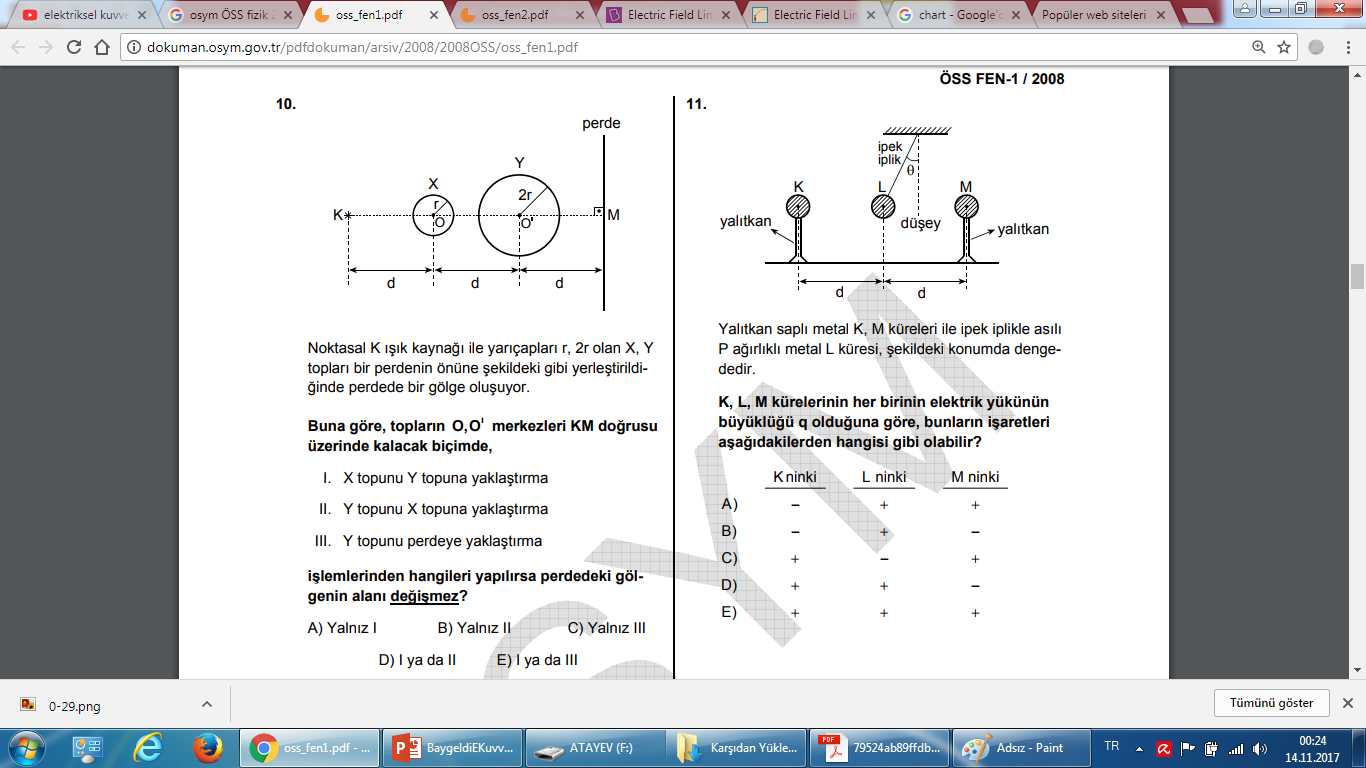 elektriksel kuvve
osym ÖSS fizik 2
oss_fen1.pdf
oss_fen2.pdf
Electric Field Lin
Electric Field Lin
chart - Google'd
Popüler web siteleri
dokuman.osym.gov.tr/pdfdokuman/arsiv/2008/2008OSS/oss_fen1.pdf
ÖSS FEN-1 / 2008
10.
perde
Y
X
2r
r
K
O
O'
M
d
d
d
Noktasal K ışık kaynağı ile yarıçapları r, 2r olan X, Y
topları bir perdenin önüne şekildeki gibi yerleştirildi-
ğinde perdede bir gölge oluşuyor.
Buna göre, topların O,O' merkezleri KM doğrusu
üzerinde kalacak biçimde,
I. X topunu Y topuna yaklaştırma
II. Y topunu X topuna yaklaştırma
III. Y topunu perdeye yaklaştırma
işlemlerinden hangileri yapılırsa perdedeki göl-
genin alanı değişmez?
A) Yalnız I B) Yalnız II C) Yalnız III
D) I ya da II E) I ya da III
11.
ipek
iplik
θ
K
L
M
yalıtkan
düşey
yalıtkan
d
d
Yalıtkan saplı metal K, M küreleri ile ipek iplikle asılı
P ağırlıklı metal L küresi, şekildeki konumda denge-
dedir.
K, L, M kürelerinin her birinin elektrik yükünün
büyüklüğü q olduğuna göre, bunların işaretleri
aşağıdakilerden hangisi gibi olabilir?
K ninki L ninki M ninki
A) − + +
B) − + −
C) + − +
D) + + −
E) + + +
SYM
0-29.png
Tümünü göster
oss_fen1.pdf - ...
BaygeldiEKuvv...
ATAYEV (F:)
Karşıdan Yükle...
79524ab89ffdb...
Adsız - Paint
TR
00:24
14.11.2017